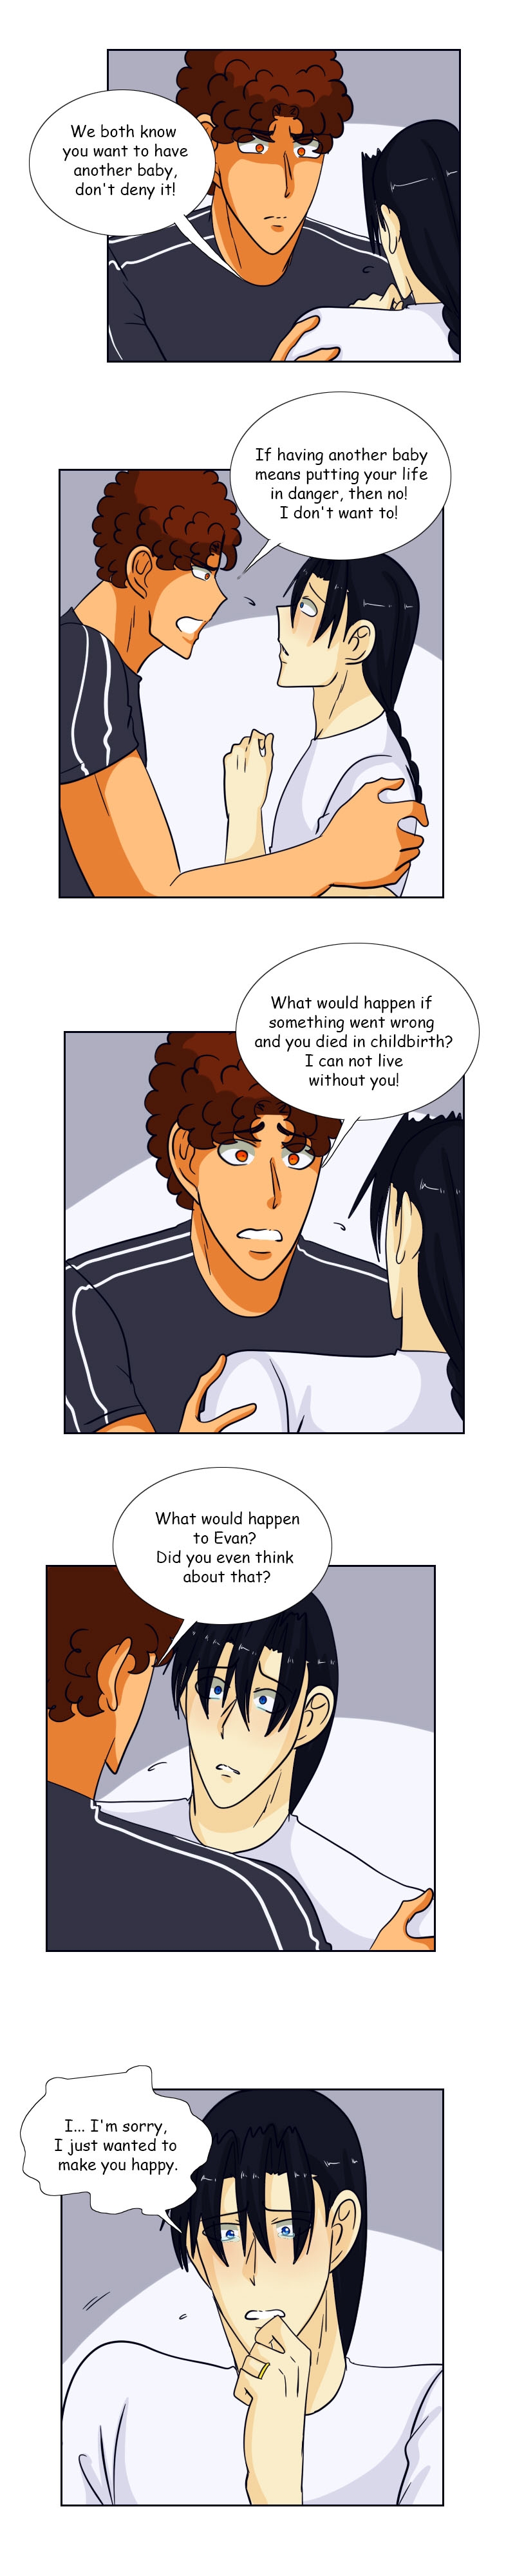 We both know
you want to have
another baby,
don't deny it!
If having another baby
means putting your life
in danger, then no!
I don't want to!
What would happen if
something went wrong
and you died in childbirth?
I can not live
without you!
What would happen
to Evan?
Did you even think
about that?
I... I'm sorry,
I just wanted to
make you happy.